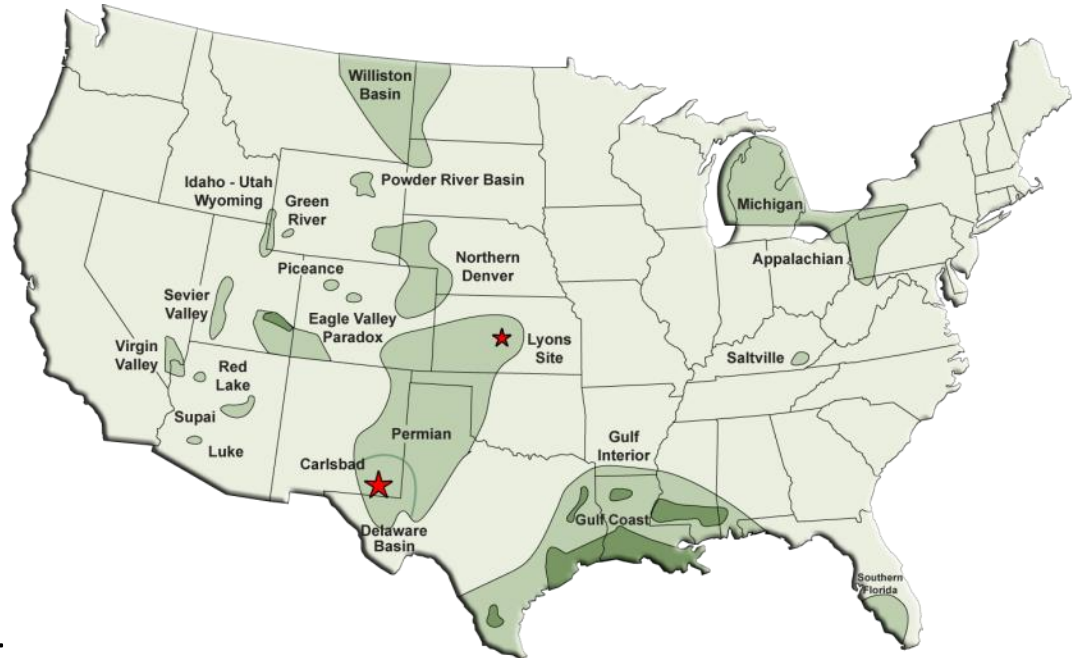 Williston
Basin
Idaho - Utah
Wyoming
Green
River
Powder River Basin
Michigan
Northern
Denver
Appalachian
Piceance
Sevier
Valley
Eagle Valley
Paradox
Lyons
Site
Virgin
Valley
Red
Lake
Saltville
Supai
Luke
Permian
Carlsbad
Gulf
Interior
Gulf Coast
Delaware
Basin
Southern
Florida
.